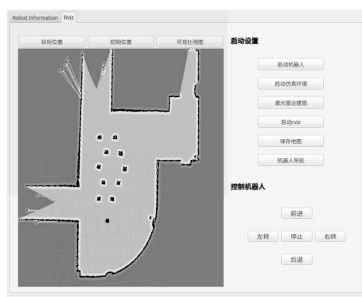 Robot Information Rviz
目标位置 初始位置 可视化地图
启动设置
启动机器人
启动仿真环境
激光雷达建图
启动rviz
保存地图
机器人导航
控制机器人
前进
左转 停止 右转
后退